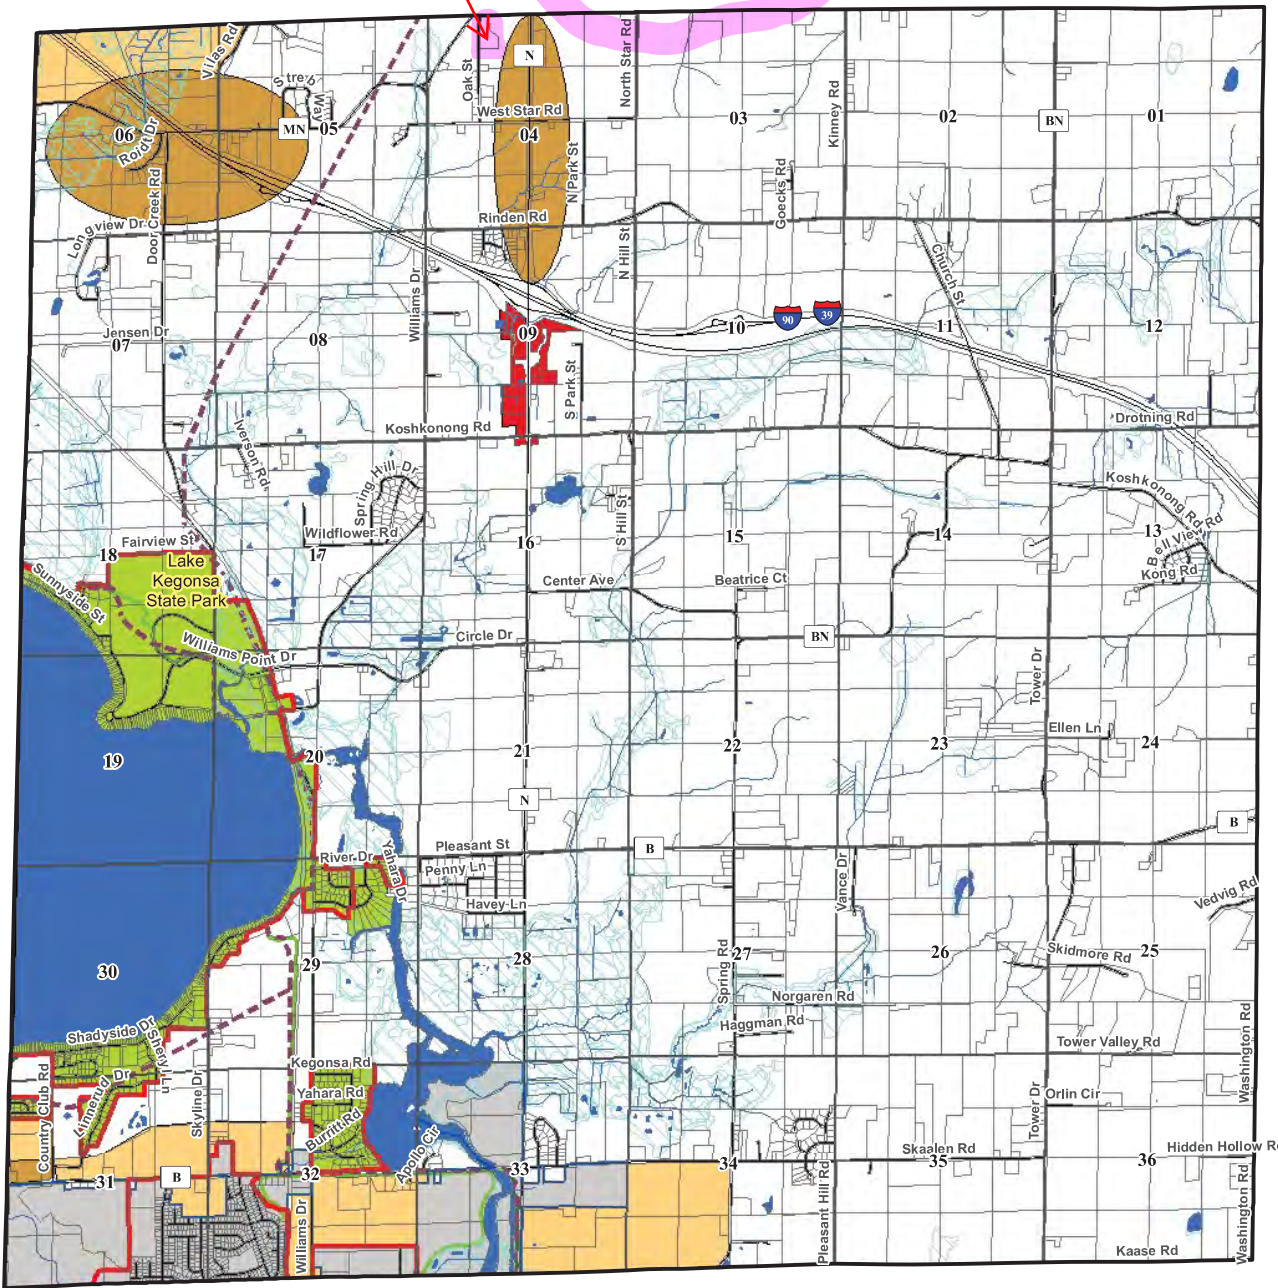 Vilas Rd
Streb Way
Oak St
N
North Star Rd
West Star Rd
Kinney Rd
06
MN
05
04
03
02
BN
01
Roidt Dr
Door Creek Rd
N Park St
Goecks Rd
Rinden Rd
Longview Dr
N Hill St
Williams Dr
Church St
Jensen Dr
07
08
09
10
90
39
11
12
S Park St
Koshkonong Rd
Drotning Rd
Iverson Rd
Spring Hill Dr
Koshkonong Rd
S Hill St
Wildflower Rd
Fairview St
18
17
16
15
14
13
Bell View Rd
Kong Rd
Lake
Kegonsa
State Park
Sunnyside St
Center Ave
Beatrice Ct
Williams Point Dr
Circle Dr
BN
Tower Dr
Ellen Ln
19
20
21
22
23
24
N
B
B
River Dr
Yahara Dr
Pleasant St
Penny Ln
Havey Ln
Vance Dr
Vedvig Rd
Spring Rd
Skidmore Rd
30
29
28
27
26
25
Norgaren Rd
Haggman Rd
Shadyside Dr
Sheryl Ln
Tower Valley Rd
Washington Rd
Kegonsa Rd
Country Club Rd
Linnerud Dr
Skyline Dr
Yahara Rd
Burritt Rd
Apollo Cir
Tower Dr
Orlin Cir
Skaalen Rd
Hidden Hollow R
31
B
32
33
34
35
36
Williams Dr
Pleasant Hill Rd
Washington Rd
Kaase Rd